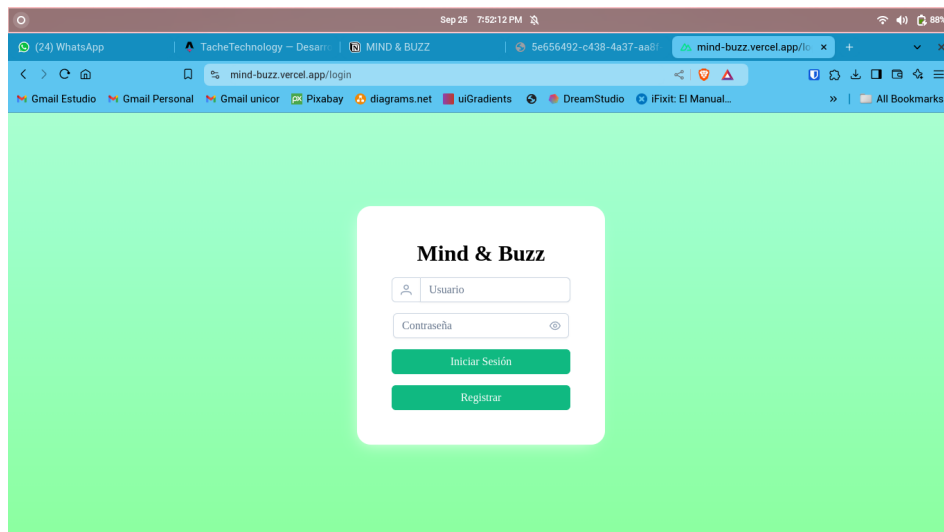 Sep 25 7:52:12 PM
88%
(24) WhatsApp
TacheTechnology — Desarro
MIND & BUZZ
5e656492-c438-4a37-aa8f
mind-buzz.vercel.app/lo
mind-buzz.vercel.app/login
Gmail Estudio Gmail Personal Gmail unicor Pixabay diagrams.net uiGradients DreamStudio iFixit: El Manual... » All Bookmarks
Mind & Buzz
Usuario
Contraseña
Iniciar Sesión
Registrar